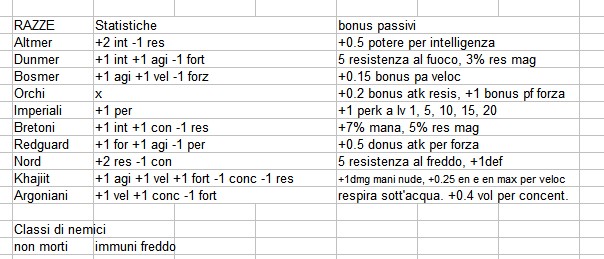 RAZZE Statistiche bonus passivi
Altmer +2 int -1 res +0.5 potere per intelligenza
Dunmer +1 int +1 agi -1 fort 5 resistenza al fuoco, 3% res mag
Bosmer +1 agi +1 vel -1 forz +0.15 bonus pa veloc
Orchi x +0.2 bonus atk resis, +1 bonus pf forza
Imperiali +1 per +1 perk a lv 1, 5, 10, 15, 20
Bretoni +1 int +1 con -1 res +7% mana, 5% res mag
Redguard +1 for +1 agi -1 per +0.5 donus atk per forza
Nord +2 res -1 con 5 resistenza al freddo, +1def
Khajiit +1 agi +1 vel +1 fort -1 conc -1 res +1dmg mani nude, +0.25 en e en max per veloc
Argoniani +1 vel +1 conc -1 fort respira sott'acqua. +0.4 vol per concent.
Classi di nemici
non morti immuni freddo